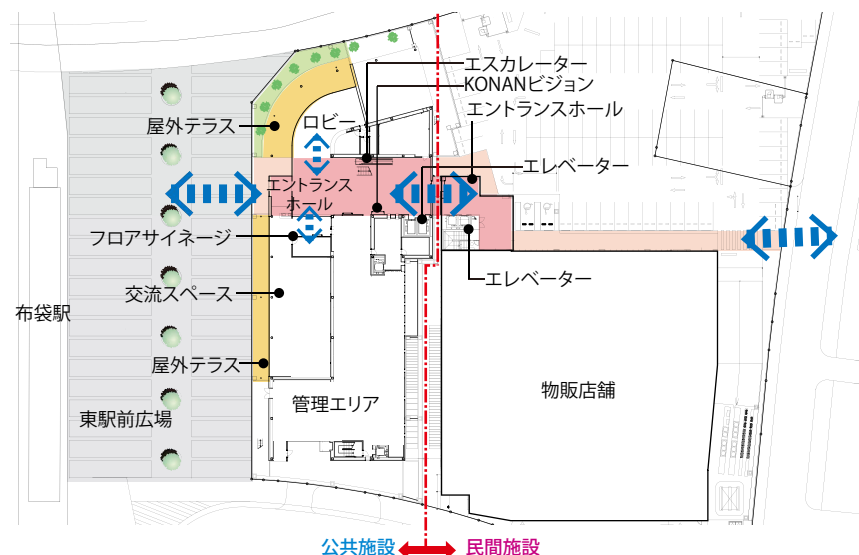 エスカレーター
KONANビジョン
エントランスホール
屋外テラス
ロビー
エレベーター
エントランス
ホール
フロアサイネージ
エレベーター
交流スペース
布袋駅
屋外テラス
物販店舗
管理エリア
東駅前広場
公共施設
民間施設